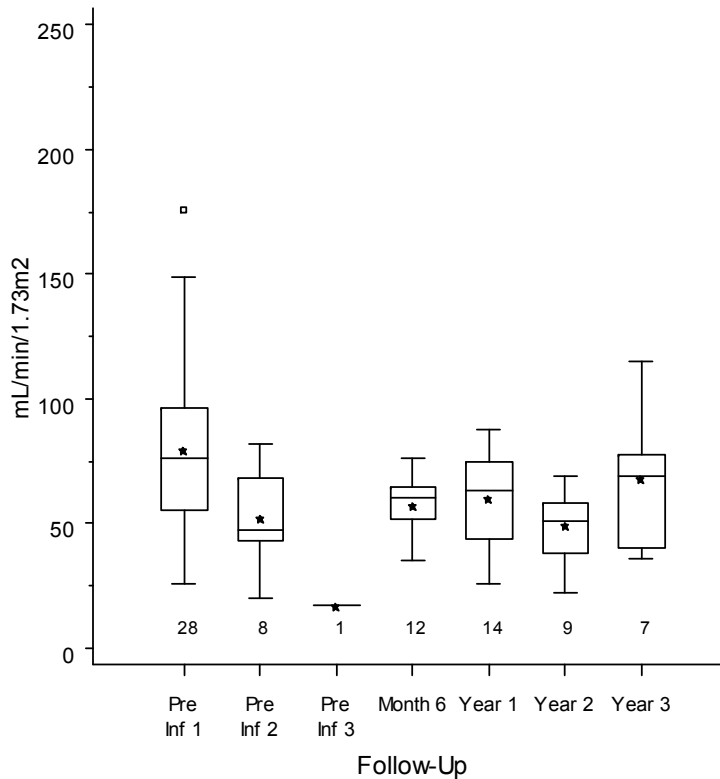 250
200
150
100
50
0
mL/min/1.73m2
28 8 1 12 14 9 7
Pre Pre Pre Month 6 Year 1 Year 2 Year 3
Inf 1 Inf 2 Inf 3
Follow-Up